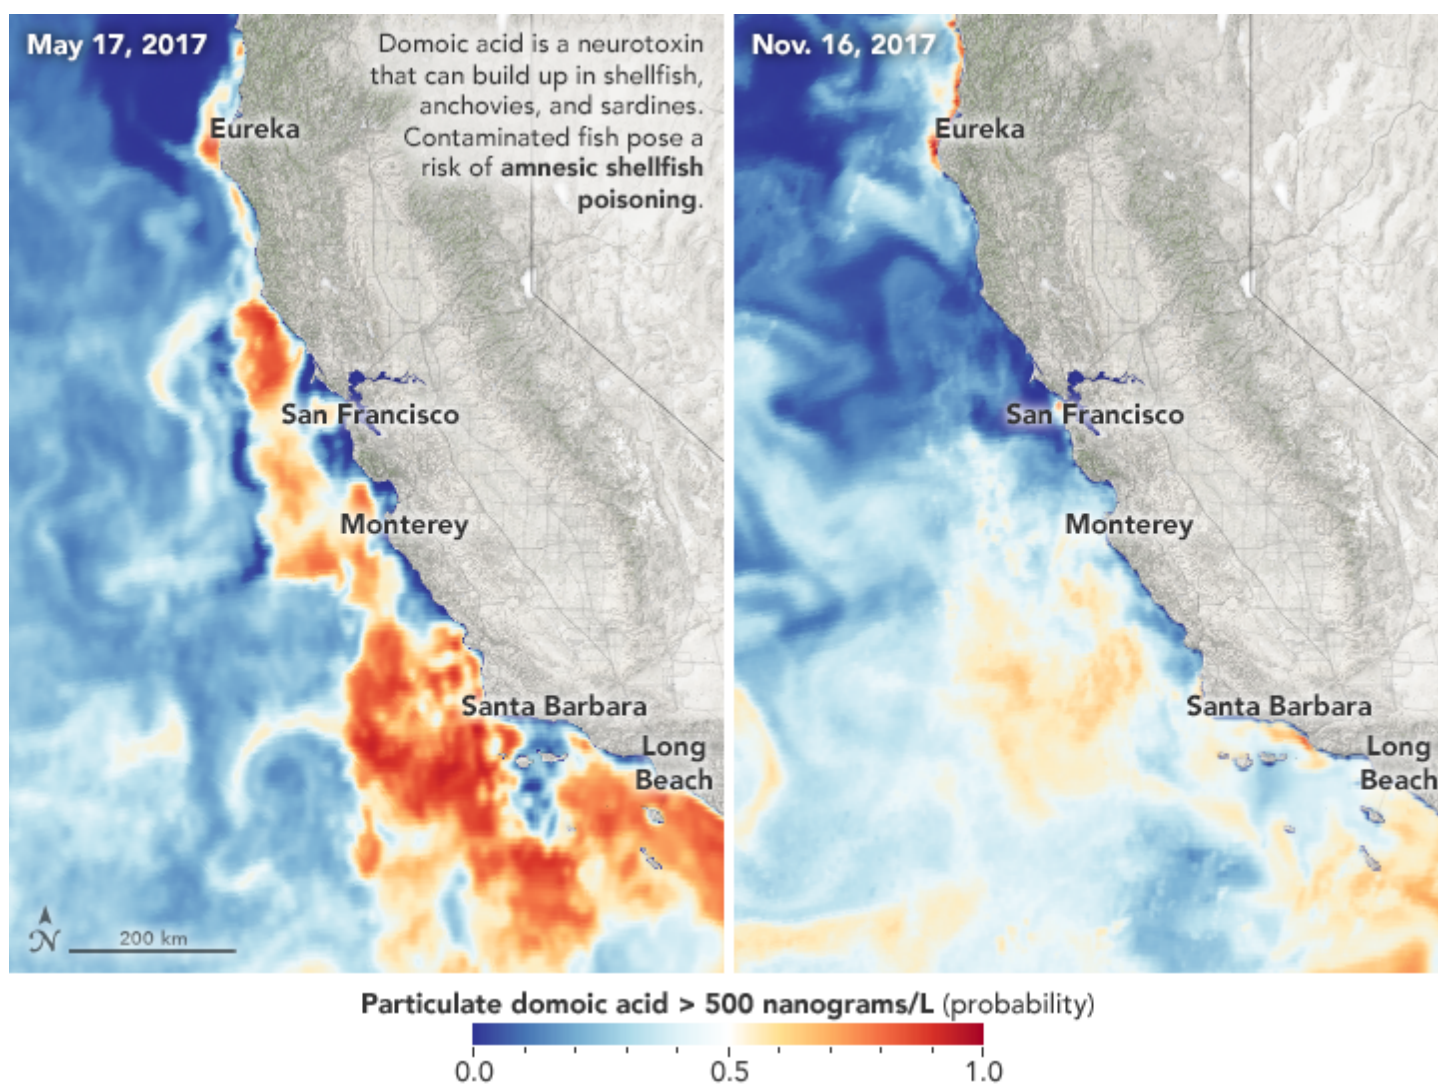 May 17, 2017
Domoic acid is a neurotoxin
that can build up in shellfish,
anchovies, and sardines.
Contaminated fish pose a
risk of amnesic shellfish
poisoning.
Eureka
San Francisco
Monterey
Santa Barbara
Long
Beach
N
200 km
Nov. 16, 2017
Eureka
San Francisco
Monterey
Santa Barbara
Long
Beach
Particulate domoic acid > 500 nanograms/L (probability)
0.0 0.5 1.0